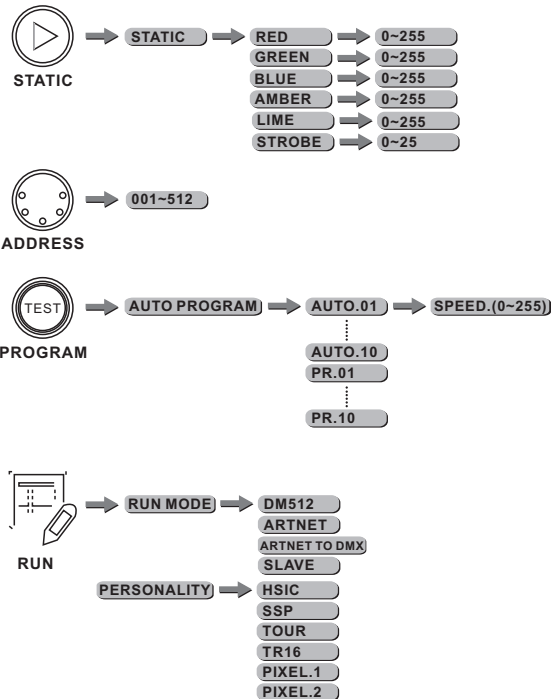 STATIC RED 0~255
GREEN 0~255
BLUE 0~255
STATIC
AMBER 0~255
LIME 0~255
STROBE 0~25
001~512
ADDRESS
TEST AUTO PROGRAM AUTO.01 SPEED.(0~255)
PROGRAM
AUTO.10
PR.01
PR.10
RUN MODE DM512
ARTNET
ARTNET TO DMX
RUN
SLAVE
PERSONALITY HSIC
SSP
TOUR
TR16
PIXEL.1
PIXEL.2